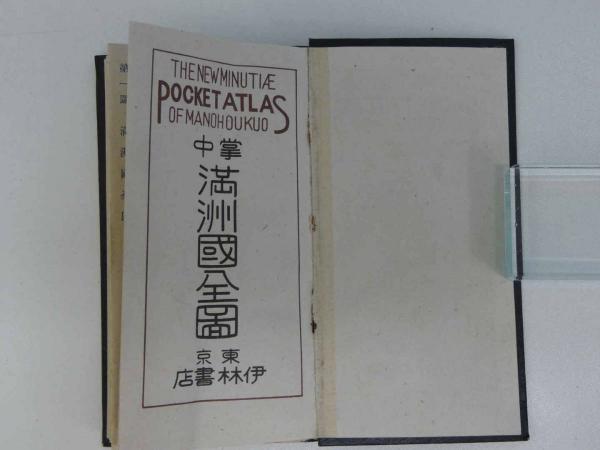 THE NEW MINUTIÆ
POCKET ATLAS
OF MANOHOUKUO
掌中
満洲國全圖
東京
伊林書店